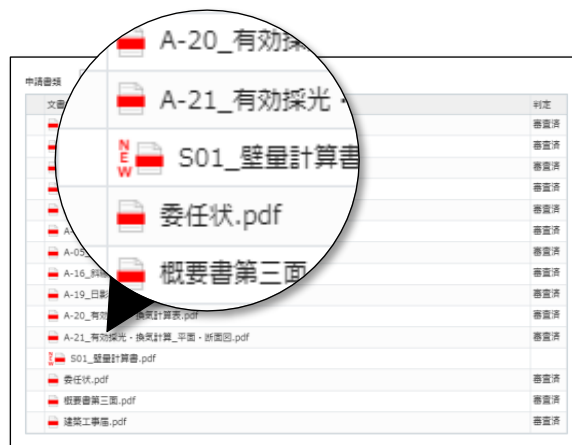 申請書類
文書
判定
A-20_有効採
A-21_有効採光・
NEW S01_壁量計算書
委任状.pdf
概要書第三面
審査済
審査済
審査済
審査済
審査済
審査済
A-05_
審査済
A-16_斜線
審査済
A-19_日影
審査済
A-20_有効採光・換気計算表.pdf
審査済
A-21_有効採光・換気計算_平面・断面図.pdf
審査済
NEW S01_壁量計算書.pdf
委任状.pdf
審査済
概要書第三面.pdf
審査済
建築工事届.pdf
審査済